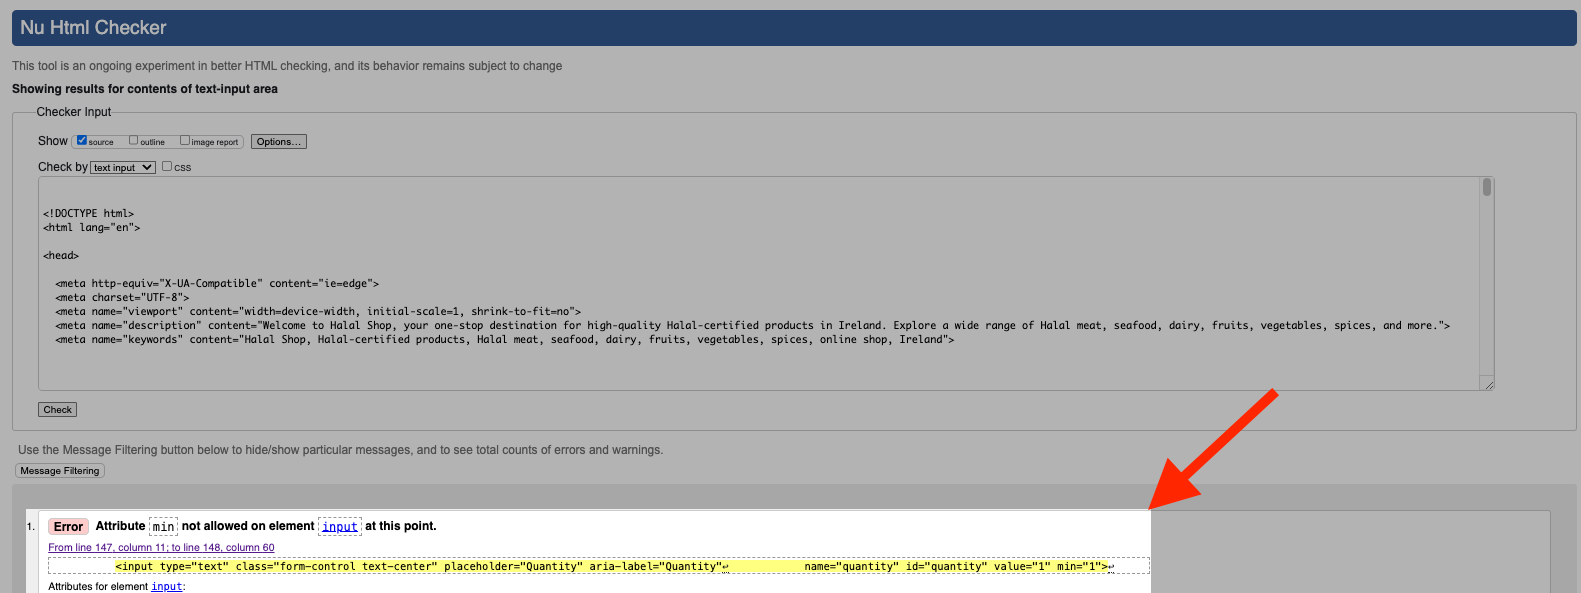 Nu Html Checker
This tool is an ongoing experiment in better HTML checking, and its behavior remains subject to change
Showing results for contents of text-input area
Checker Input
Show source outline image report Options...
Check by text input css
<!DOCTYPE html>
<html lang="en">
<head>
<meta http-equiv="X-UA-Compatible" content="ie=edge">
<meta charset="UTF-8">
<meta name="viewport" content="width=device-width, initial-scale=1, shrink-to-fit=no">
<meta name="description" content="Welcome to Halal Shop, your one-stop destination for high-quality Halal-certified products in Ireland. Explore a wide range of Halal meat, seafood, dairy, fruits, vegetables, spices, and more.">
<meta name="keywords" content="Halal Shop, Halal-certified products, Halal meat, seafood, dairy, fruits, vegetables, spices, online shop, Ireland">
Check
Use the Message Filtering button below to hide/show particular messages, and to see total counts of errors and warnings.
Message Filtering
1. Error Attribute min not allowed on element input at this point.
From line 147, column 11; to line 148, column 60
<input type="text" class="form-control text-center" placeholder="Quantity" aria-label="Quantity"↩ name="quantity" id="quantity" value="1" min="1">↩
Attributes for element input: